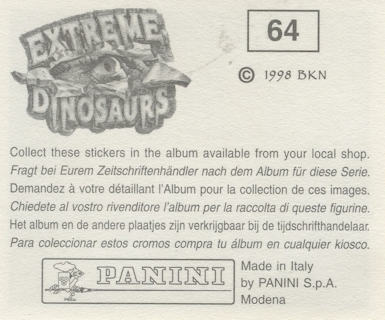 EXTREME
DINOSAURS
64
© 1998 BKN
Collect these stickers in the album available from your local shop.
Fragt bei Eurem Zeitschriftenhändler nach dem Album für diese Serie.
Demandez à votre détaillant l'Album pour la collection de ces images.
Chiedete al vostro rivenditore l'album per la raccolta di queste figurine.
Het album en de andere plaatjes zijn verkrijgbaar bij de tijdschrifthandelaar.
Para coleccionar estos cromos compra tu álbum en cualquier kiosco.
PANINI
Made in Italy
by PANINI S.p.A.
Modena